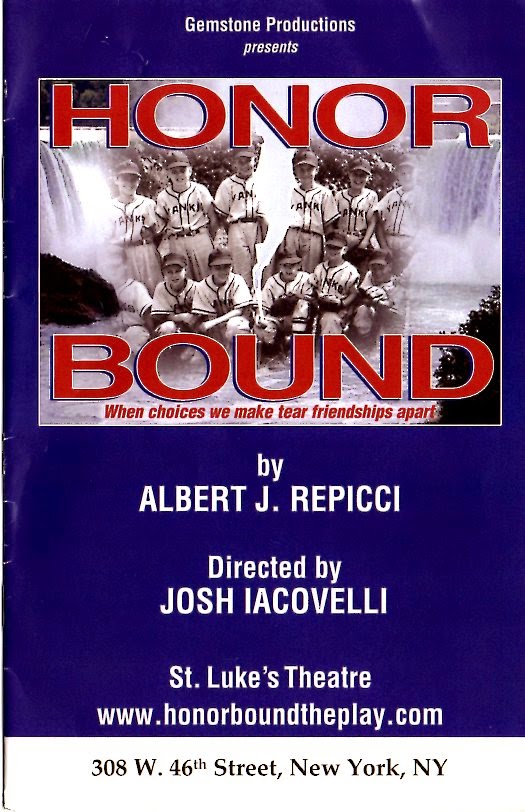 Gemstone Productions
presents
HONOR
YANKS
BOUND
When choices we make tear friendships apart
by
ALBERT J. REPICCI
Directed by
JOSH IACOVELLI
St. Luke's Theatre
www.honorboundtheplay.com
308 W. 46th Street, New York, NY